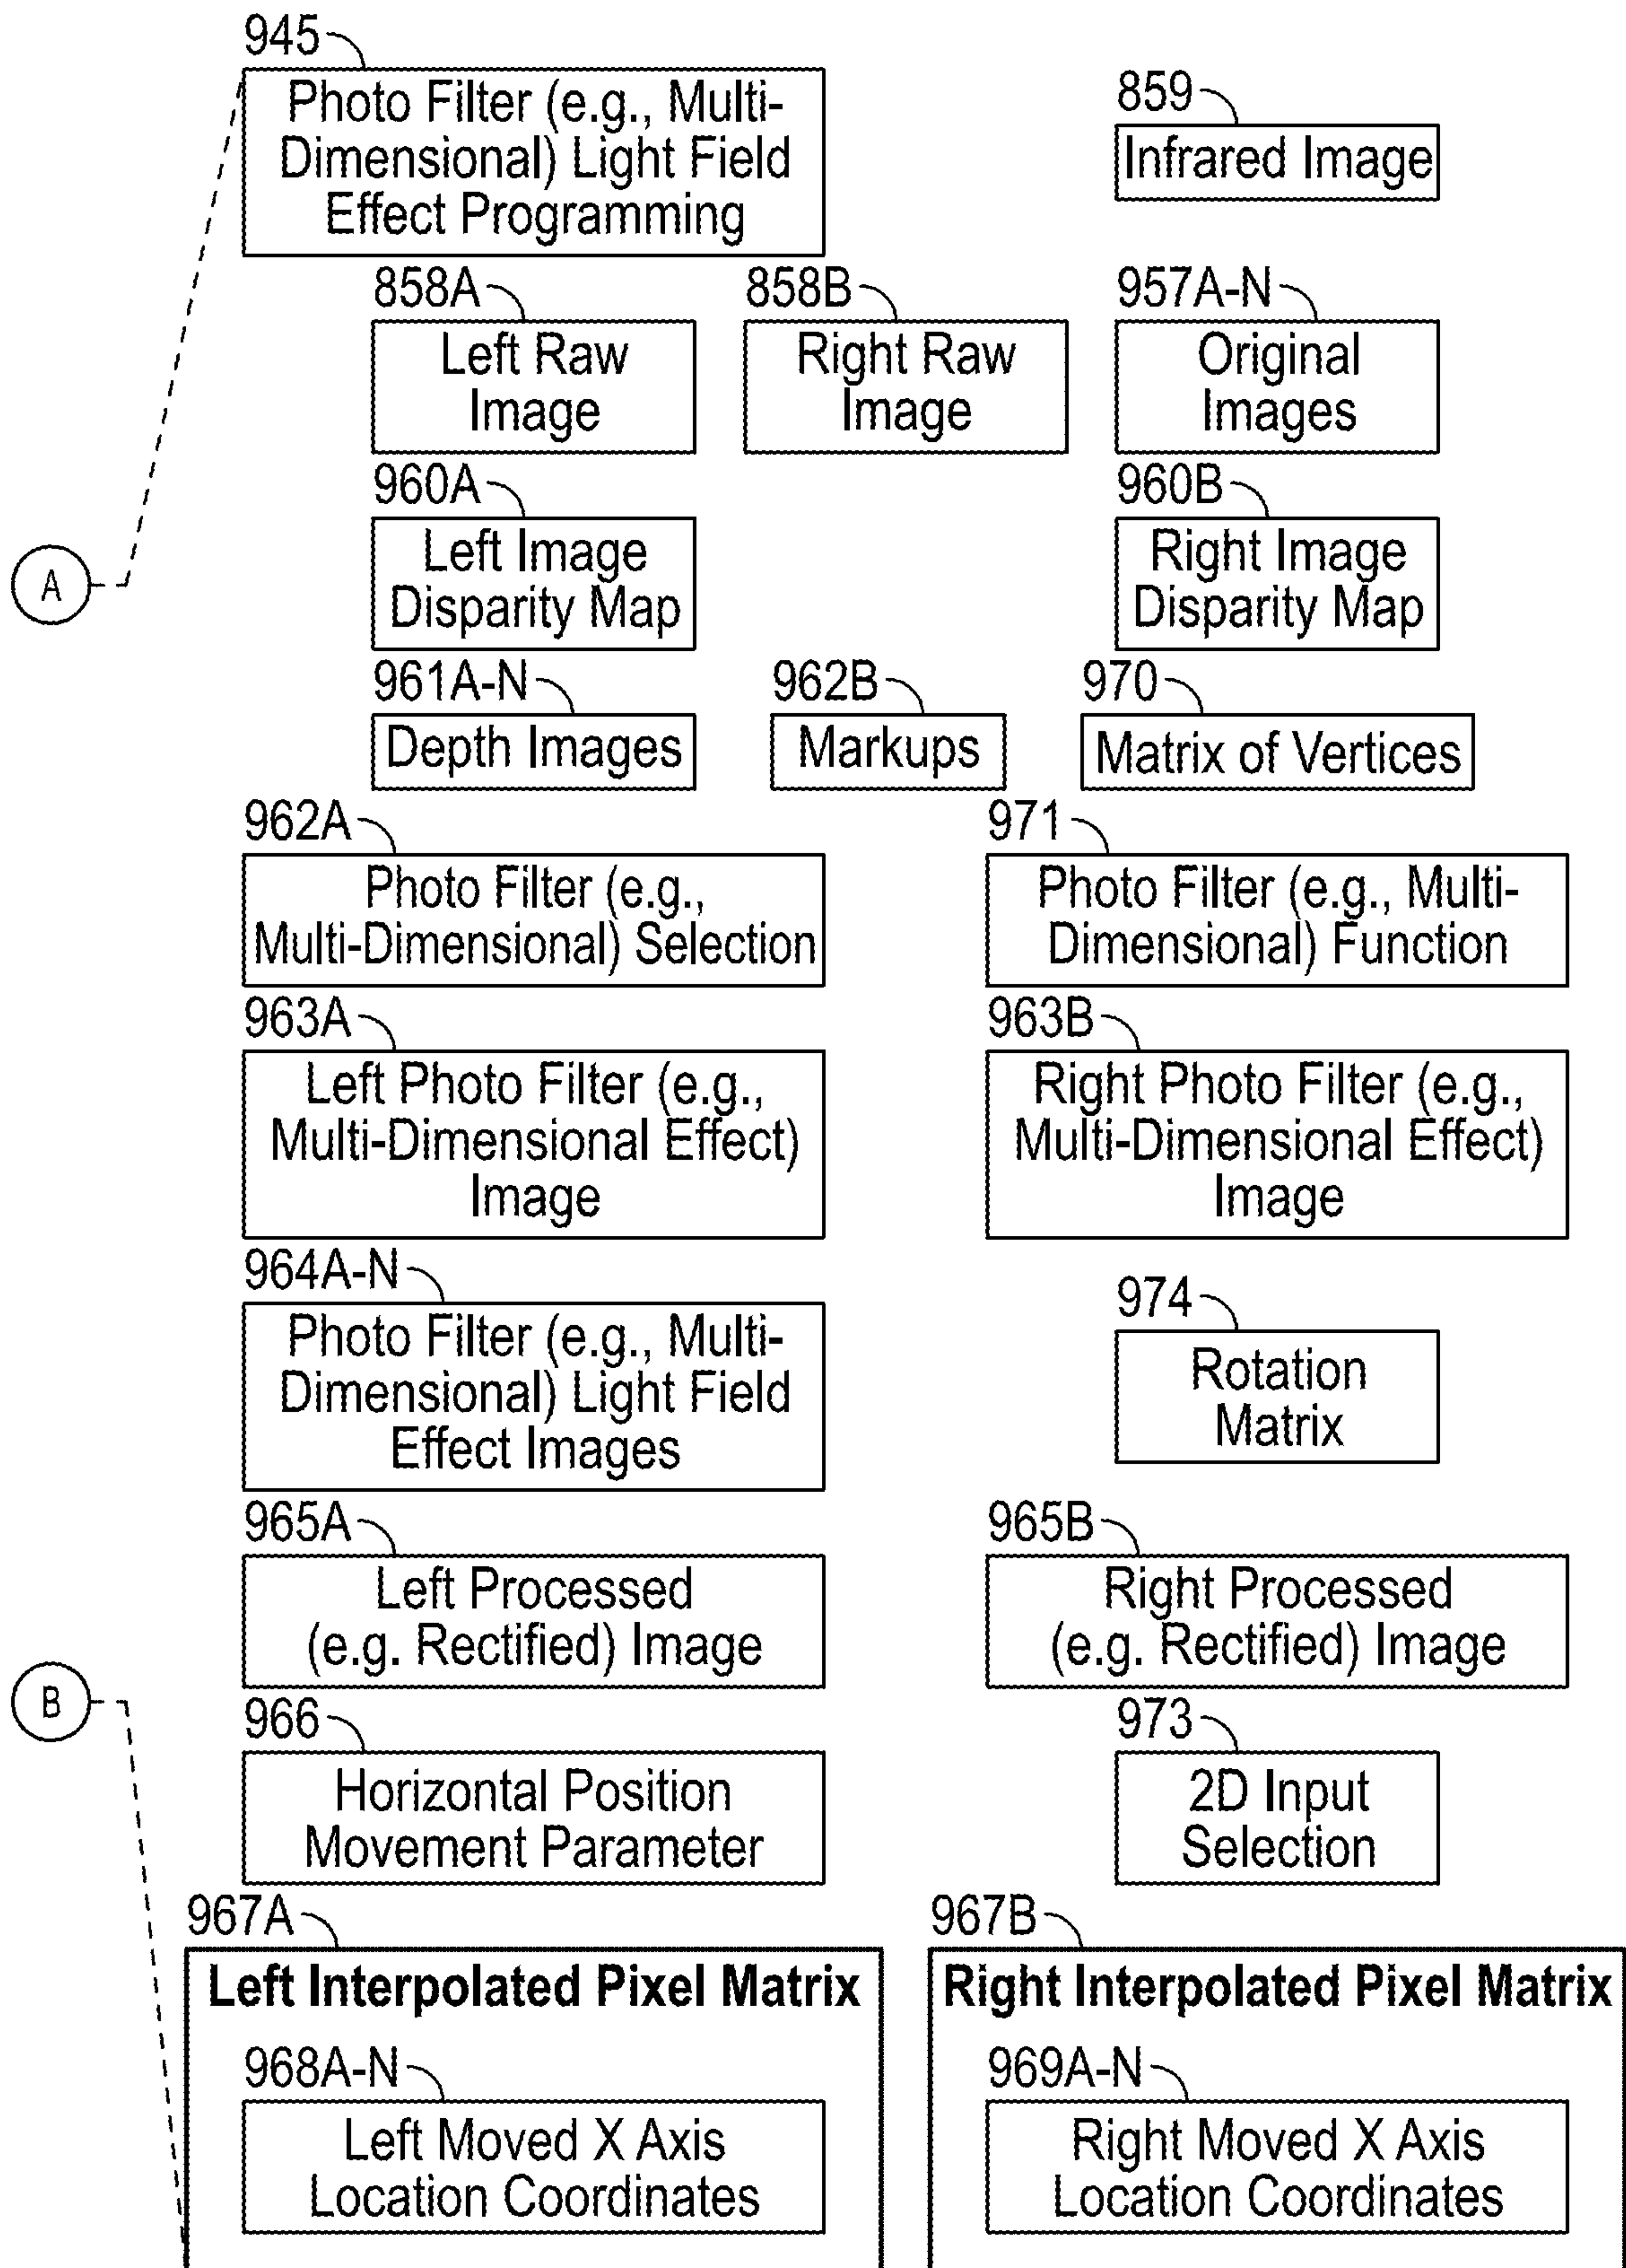 945
Photo Filter (e.g., Multi-
Dimensional) Light Field
Effect Programming
859
Infrared Image
858A
Left Raw
Image
858B
Right Raw
Image
957A-N
Original
Images
960A
Left Image
Disparity Map
960B
Right Image
Disparity Map
A
961A-N
Depth Images
962B
Markups
970
Matrix of Vertices
962A
Photo Filter (e.g.,
Multi-Dimensional) Selection
971
Photo Filter (e.g., Multi-
Dimensional) Function
963A
Left Photo Filter (e.g.,
Multi-Dimensional Effect)
Image
963B
Right Photo Filter (e.g.,
Multi-Dimensional Effect)
Image
964A-N
Photo Filter (e.g., Multi-
Dimensional) Light Field
Effect Images
974
Rotation
Matrix
965A
Left Processed
(e.g. Rectified) Image
965B
Right Processed
(e.g. Rectified) Image
B
966
Horizontal Position
Movement Parameter
973
2D Input
Selection
967A
Left Interpolated Pixel Matrix
968A-N
Left Moved X Axis
Location Coordinates
967B
Right Interpolated Pixel Matrix
969A-N
Right Moved X Axis
Location Coordinates